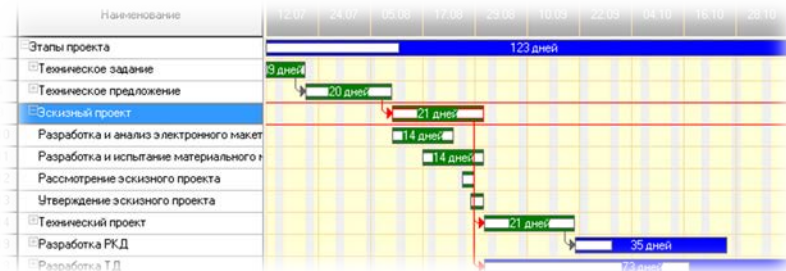 Наименование 12.07 24.07 05.08 17.08 29.08 10.09 22.09 04.10 16.10 28.10
Этапы проекта 123 дней
Техническое задание 9 дней
Техническое предложение 20 дней
Эскизный проект 21 дней
Разработка и анализ электронного макет 14 дней
Разработка и испытание материального м 14 дней
Рассмотрение эскизного проекта
Утверждение эскизного проекта
Технический проект 21 дней
Разработка РКД 35 дней
Разработка ТД 73 дней